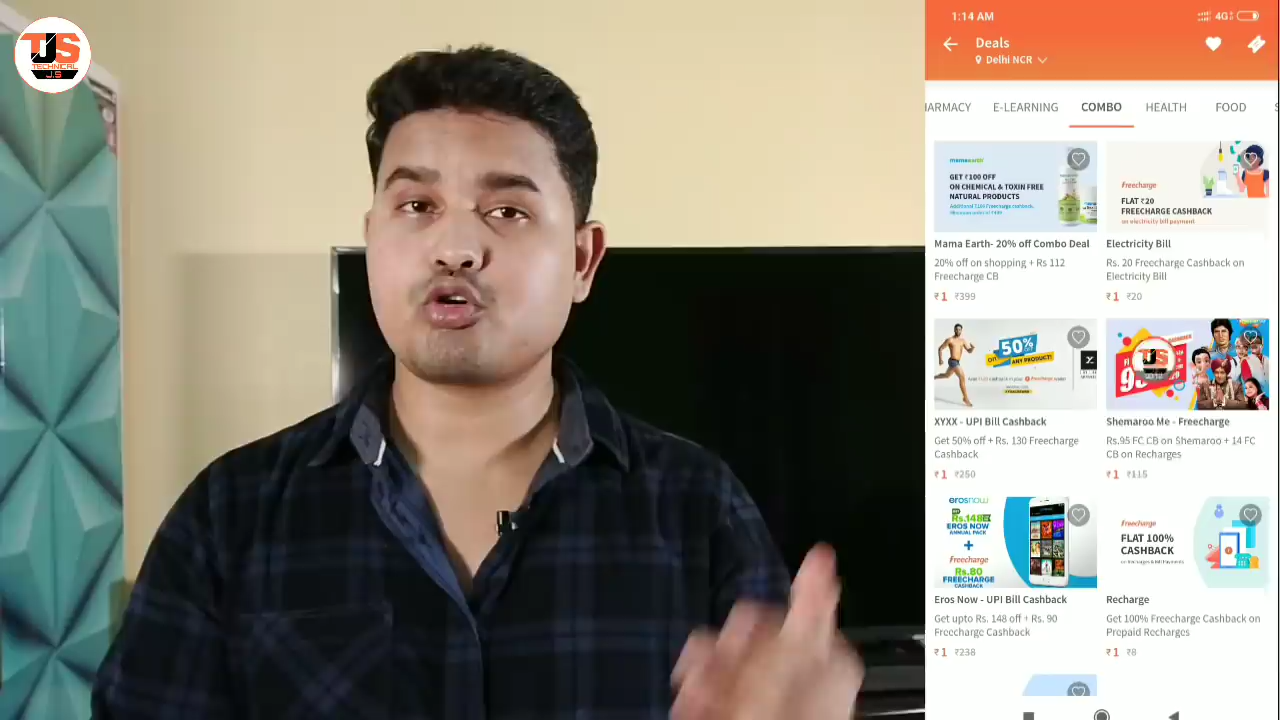 TJS
TECHNICAL
J.S
1:14 AM
4G
Deals
Delhi NCR
ARMACY
E-LEARNING
COMBO
HEALTH
FOOD
mamaearth
GET ₹100 OFF
ON CHEMICAL & TOXIN FREE
NATURAL PRODUCTS
Mama Earth- 20% off Combo Deal
20% off on shopping + Rs 112
Freecharge CB
₹1 ₹399
Freecharge
FLAT ₹20
FREECHARGE CASHBACK
on electricity bill payment
Electricity Bill
Rs. 20 Freecharge Cashback on
Electricity Bill
₹1 ₹20
50%
ON ANY PRODUCT!
XYXX - UPI Bill Cashback
Get 50% off + Rs. 130 Freecharge
Cashback
₹1 ₹250
Shemaroo Me - Freecharge
Rs.95 FC CB on Shemaroo + 14 FC
CB on Recharges
₹1 ₹115
erosnow
Rs.148
EROS NOW
ANNUAL PACK
+
Freecharge
Rs.80
FREECHARGE
CASHBACK
Eros Now - UPI Bill Cashback
Get upto Rs. 148 off + Rs. 90
Freecharge Cashback
₹1 ₹238
Freecharge
FLAT 100%
CASHBACK
on Recharges & Bill Payments
Recharge
Get 100% Freecharge Cashback on
Prepaid Recharges
₹1 ₹8